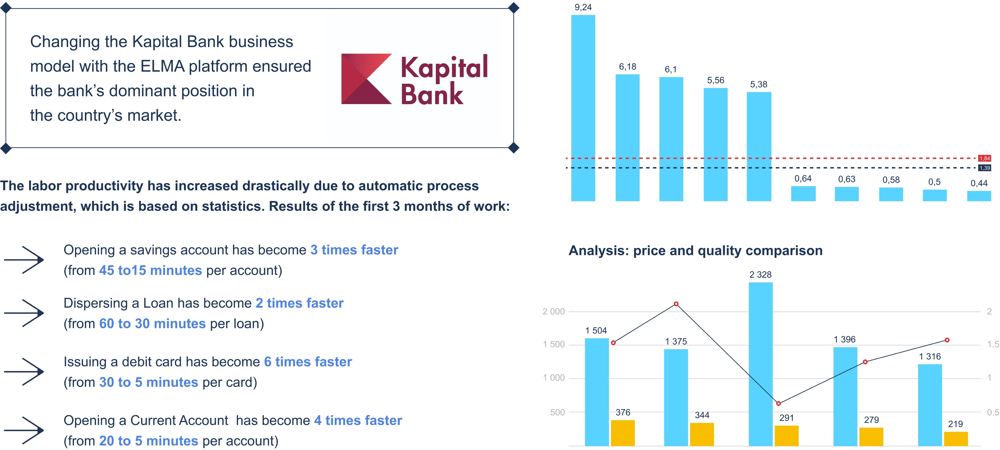 Changing the Kapital Bank business
model with the ELMA platform ensured
the bank’s dominant position in
the country’s market.
Kapital
Bank
The labor productivity has increased drastically due to automatic process
adjustment, which is based on statistics. Results of the first 3 months of work:
Opening a savings account has become 3 times faster
(from 45 to15 minutes per account)
Dispersing a Loan has become 2 times faster
(from 60 to 30 minutes per loan)
Issuing a debit card has become 6 times faster
(from 30 to 5 minutes per card)
Opening a Current Account  has become 4 times faster
(from 20 to 5 minutes per account)
9,24
6,18
6,1
5,56
5,38
1,84
1,39
0,64
0,63
0,58
0,5
0,44
Analysis: price and quality comparison
2 328
2 000
2
1 504
1 500
1 375
1 396
1.5
1 316
1 000
1
500
376
344
291
279
219
0.5